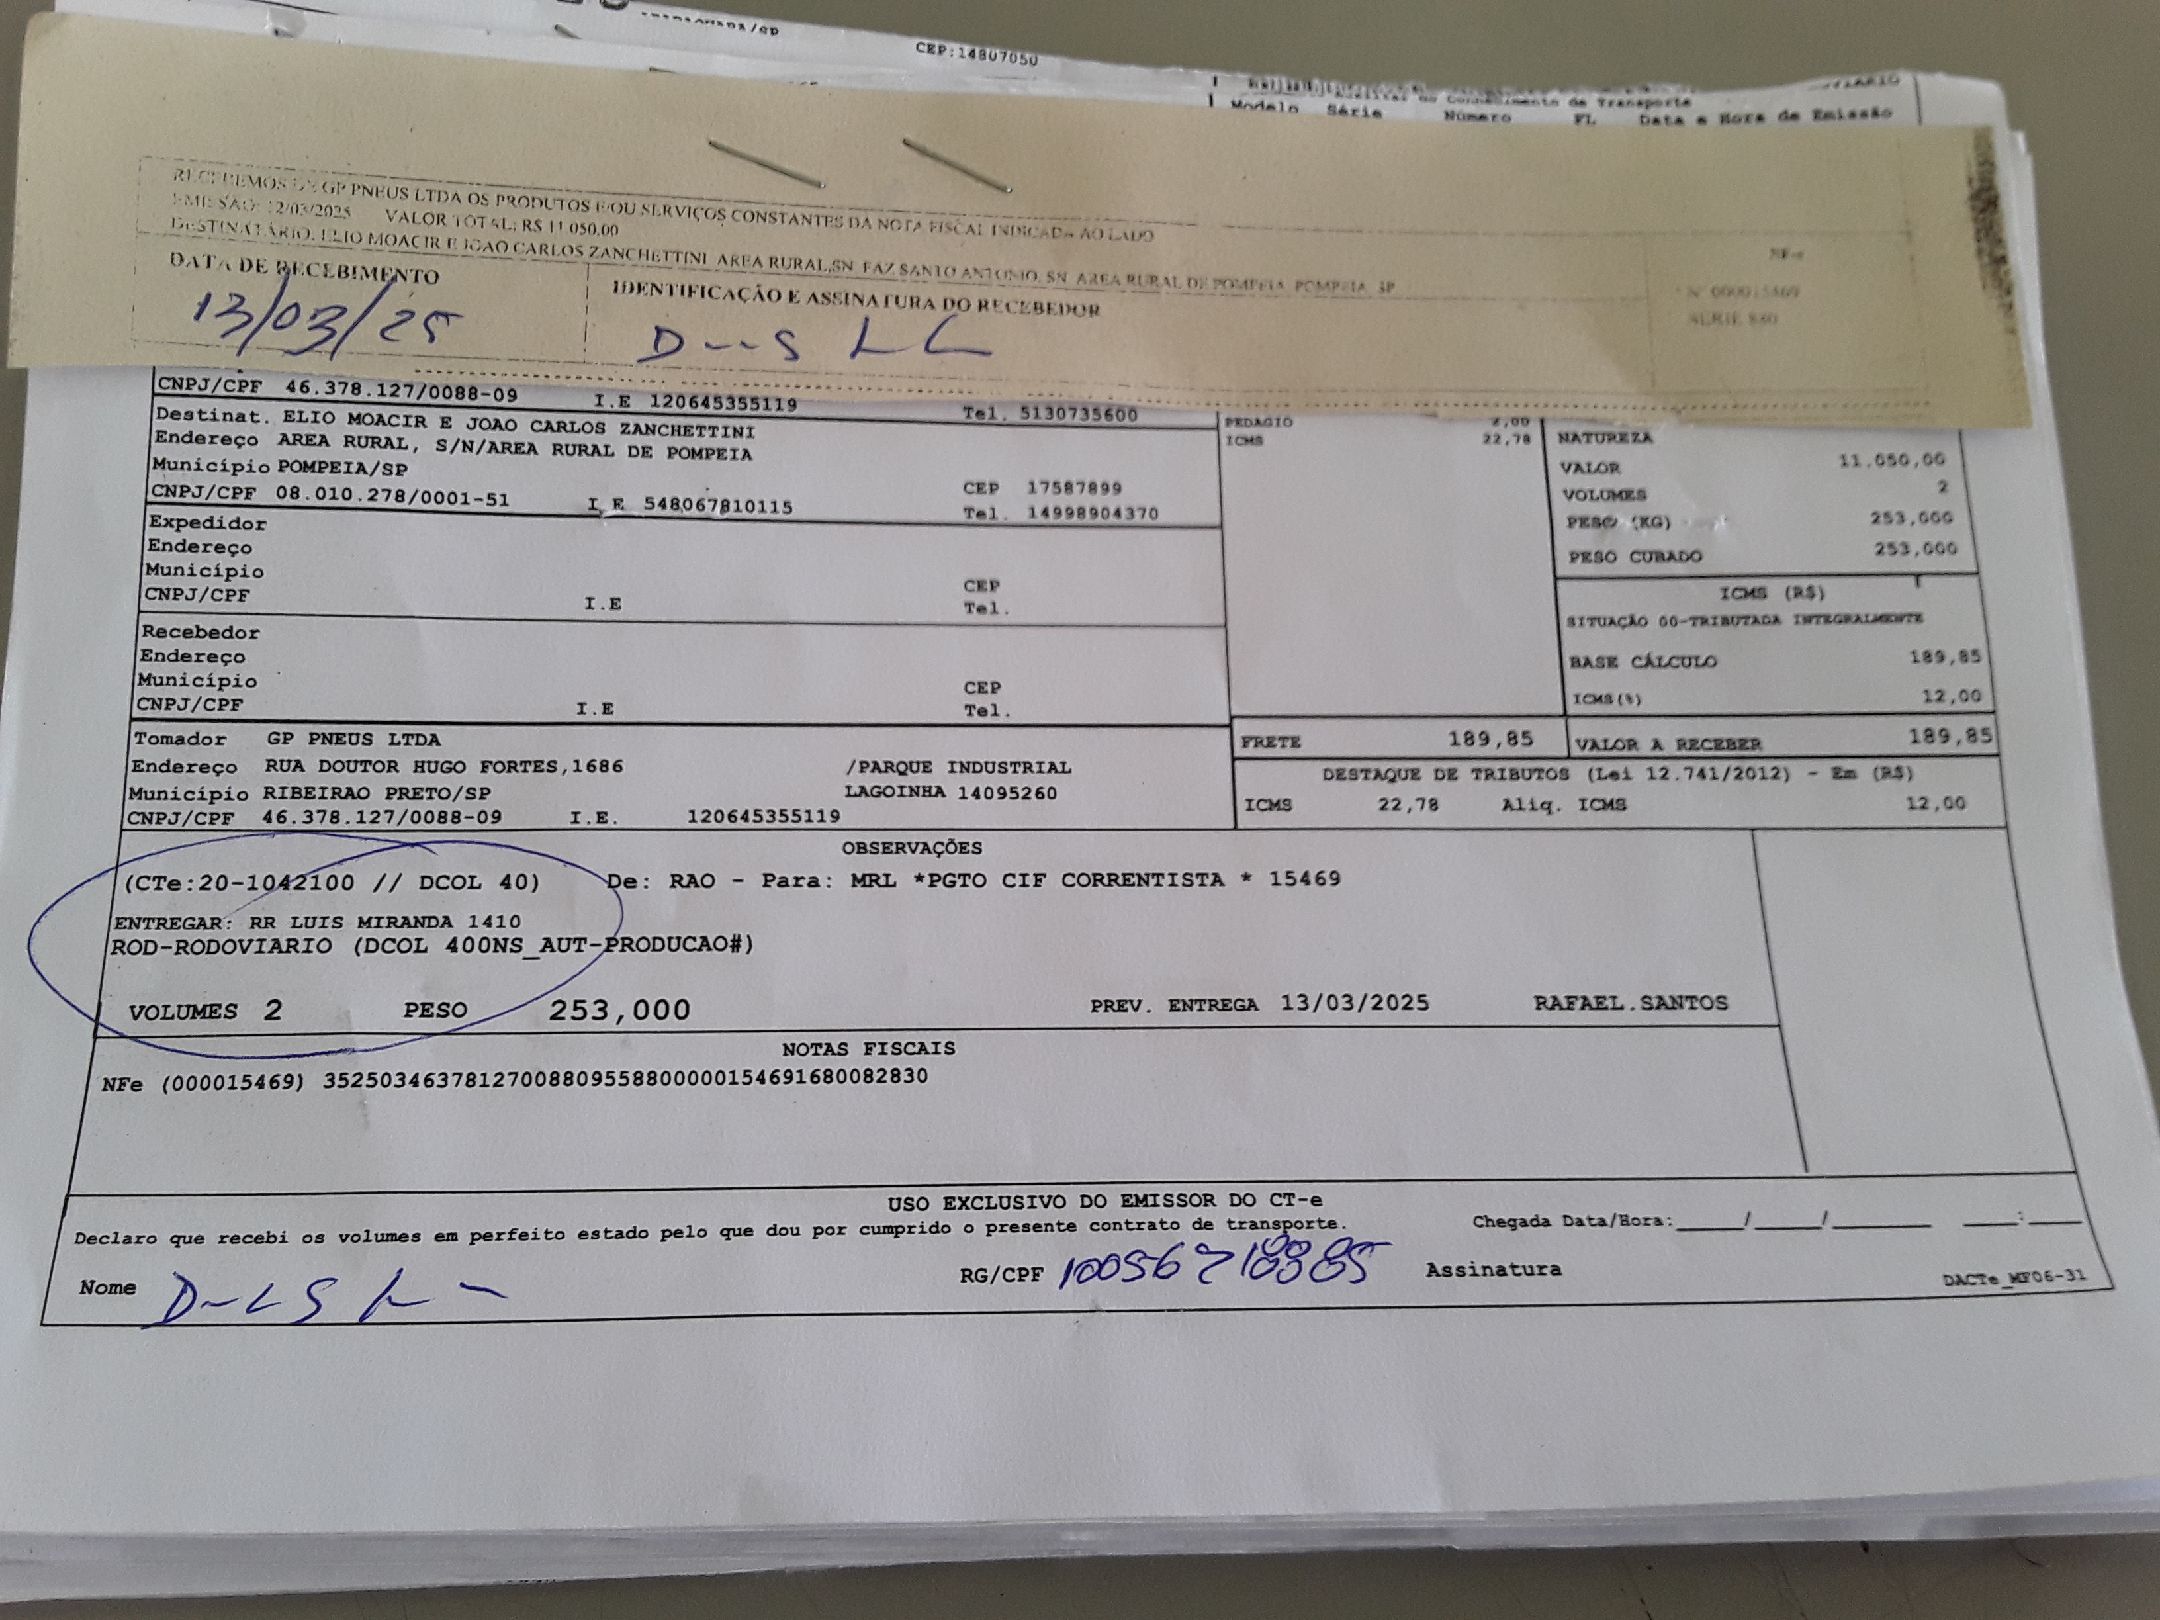 CEP:14807050
Modelo Série Número FL Data e Hora de Emissão
RECEBEMOS DE GP PNEUS LTDA OS PRODUTOS E/OU SERVIÇOS CONSTANTES DA NOTA FISCAL INDICADA AO LADO
EMISSÃO: 12/03/2025 VALOR TOTAL: R$ 11.050,00
DESTINATÁRIO: ELIO MOACIR E JOAO CARLOS ZANCHETTINI AREA RURAL,SN FAZ SANTO ANTONIO, SN AREA RURAL DE POMPEIA POMPEIA SP
NF-e
Nº 000015469
SÉRIE 880
DATA DE RECEBIMENTO
13/03/25
IDENTIFICAÇÃO E ASSINATURA DO RECEBEDOR
CNPJ/CPF 46.378.127/0088-09 I.E 120645355119 Tel. 5130735600
Destinat. ELIO MOACIR E JOAO CARLOS ZANCHETTINI
Endereço AREA RURAL, S/N/AREA RURAL DE POMPEIA
Município POMPEIA/SP CEP 17587899
CNPJ/CPF 08.010.278/0001-51 I.E 548067810115 Tel. 14998904370
Expedidor
Endereço
Município CEP
CNPJ/CPF I.E Tel.
Recebedor
Endereço
Município CEP
CNPJ/CPF I.E Tel.
PEDAGIO 2,00
ICMS 22,78
NATUREZA
VALOR 11.050,00
VOLUMES 2
PESO (KG) 253,000
PESO CUBADO 253,000
ICMS (R$)
SITUAÇÃO 00-TRIBUTADA INTEGRALMENTE
BASE CÁLCULO 189,85
ICMS(%) 12,00
Tomador GP PNEUS LTDA
Endereço RUA DOUTOR HUGO FORTES,1686 /PARQUE INDUSTRIAL
Município RIBEIRAO PRETO/SP LAGOINHA 14095260
CNPJ/CPF 46.378.127/0088-09 I.E. 120645355119
FRETE 189,85 VALOR A RECEBER 189,85
DESTAQUE DE TRIBUTOS (Lei 12.741/2012) - Em (R$)
ICMS 22,78 Aliq. ICMS 12,00
OBSERVAÇÕES
(CTe:20-1042100 // DCOL 40) De: RAO - Para: MRL *PGTO CIF CORRENTISTA * 15469
ENTREGAR: RR LUIS MIRANDA 1410
ROD-RODOVIARIO (DCOL 400NS_AUT-PRODUCAO#)
VOLUMES 2 PESO 253,000 PREV. ENTREGA 13/03/2025 RAFAEL.SANTOS
NOTAS FISCAIS
NFe (000015469) 35250346378127008809558800000154691680082830
USO EXCLUSIVO DO EMISSOR DO CT-e
Declaro que recebi os volumes em perfeito estado pelo que dou por cumprido o presente contrato de transporte. Chegada Data/Hora:_____/_____/_______ ____:____
Nome RG/CPF Assinatura DACTe_MF06-31